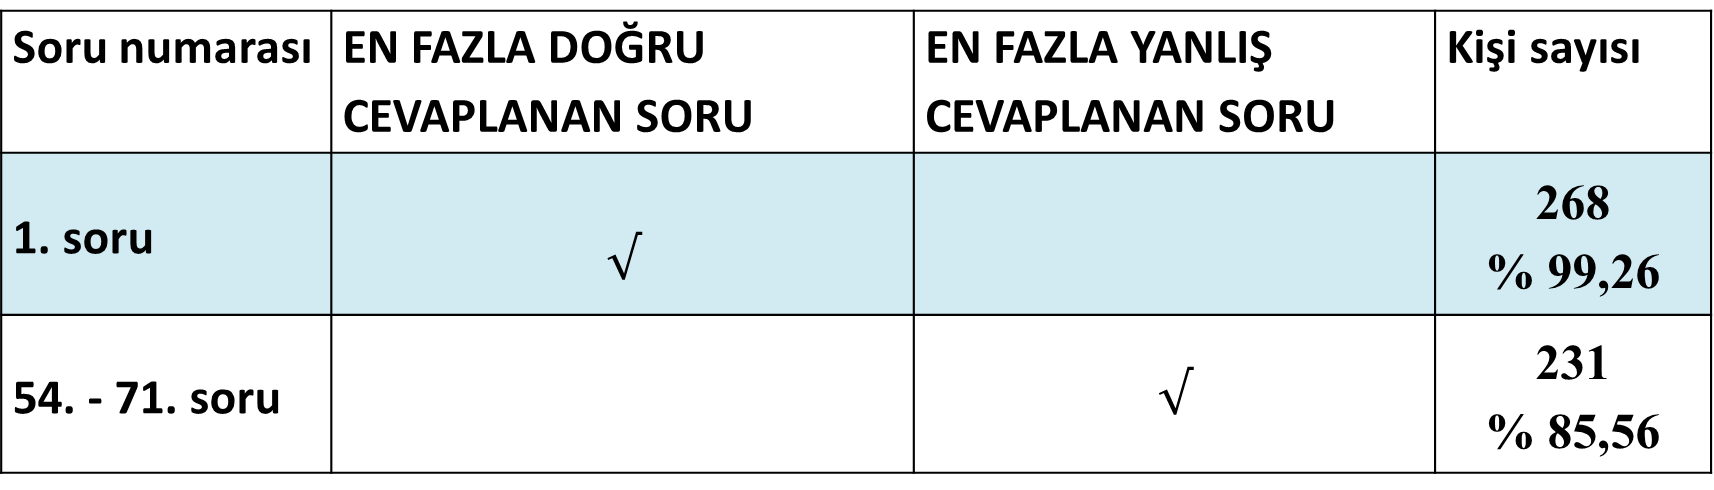 Soru numarası
EN FAZLA DOĞRU
CEVAPLANAN SORU
EN FAZLA YANLIŞ
CEVAPLANAN SORU
Kişi sayısı
1. soru
√
268
% 99,26
54. - 71. soru
√
231
% 85,56